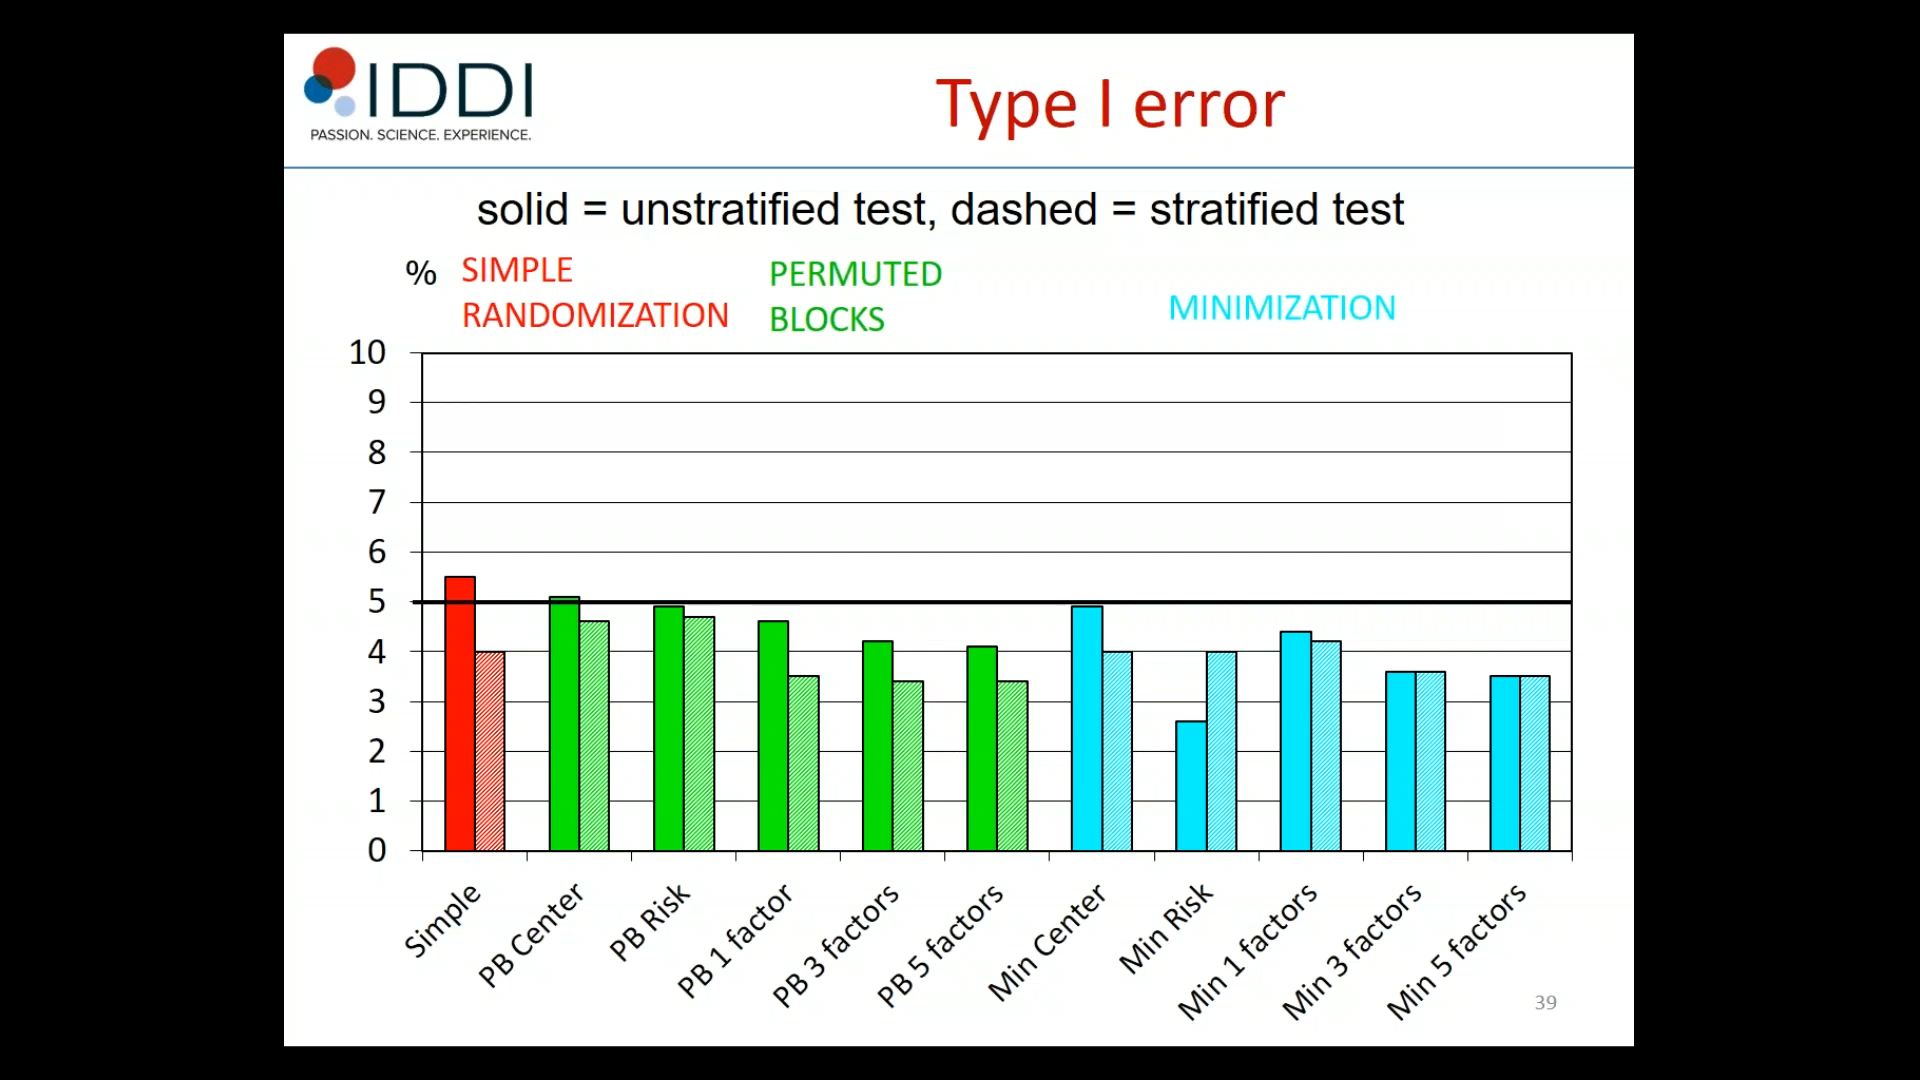 IDDI
PASSION. SCIENCE. EXPERIENCE.
Type I error
solid = unstratified test, dashed = stratified test
%
SIMPLE
RANDOMIZATION
PERMUTED
BLOCKS
MINIMIZATION
10
9
8
7
6
5
4
3
2
1
0
Simple
PB Center
PB Risk
PB 1 factor
PB 3 factors
PB 5 factors
Min Center
Min Risk
Min 1 factors
Min 3 factors
Min 5 factors
39